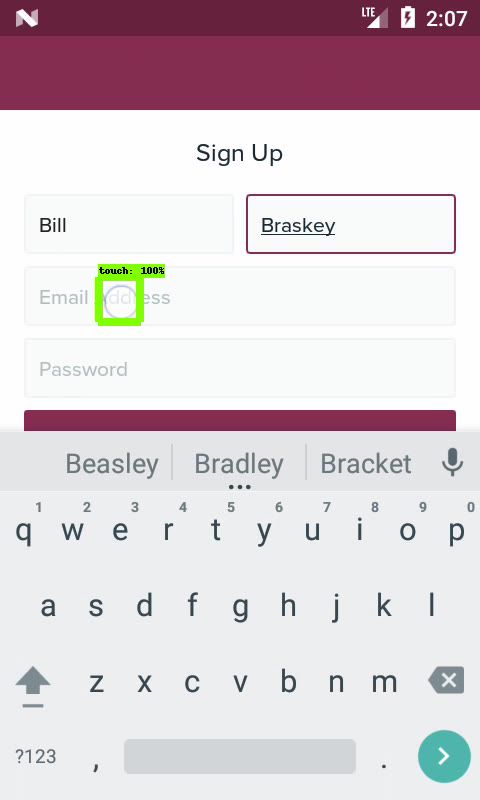 LTE 2:07
Sign Up
Bill Braskey
touch: 100%
Email Address
Password
Beasley Bradley Bracket
1 2 3 4 5 6 7 8 9 0
q w e r t y u i o p
a s d f g h j k l
z x c v b n m
?123 , .